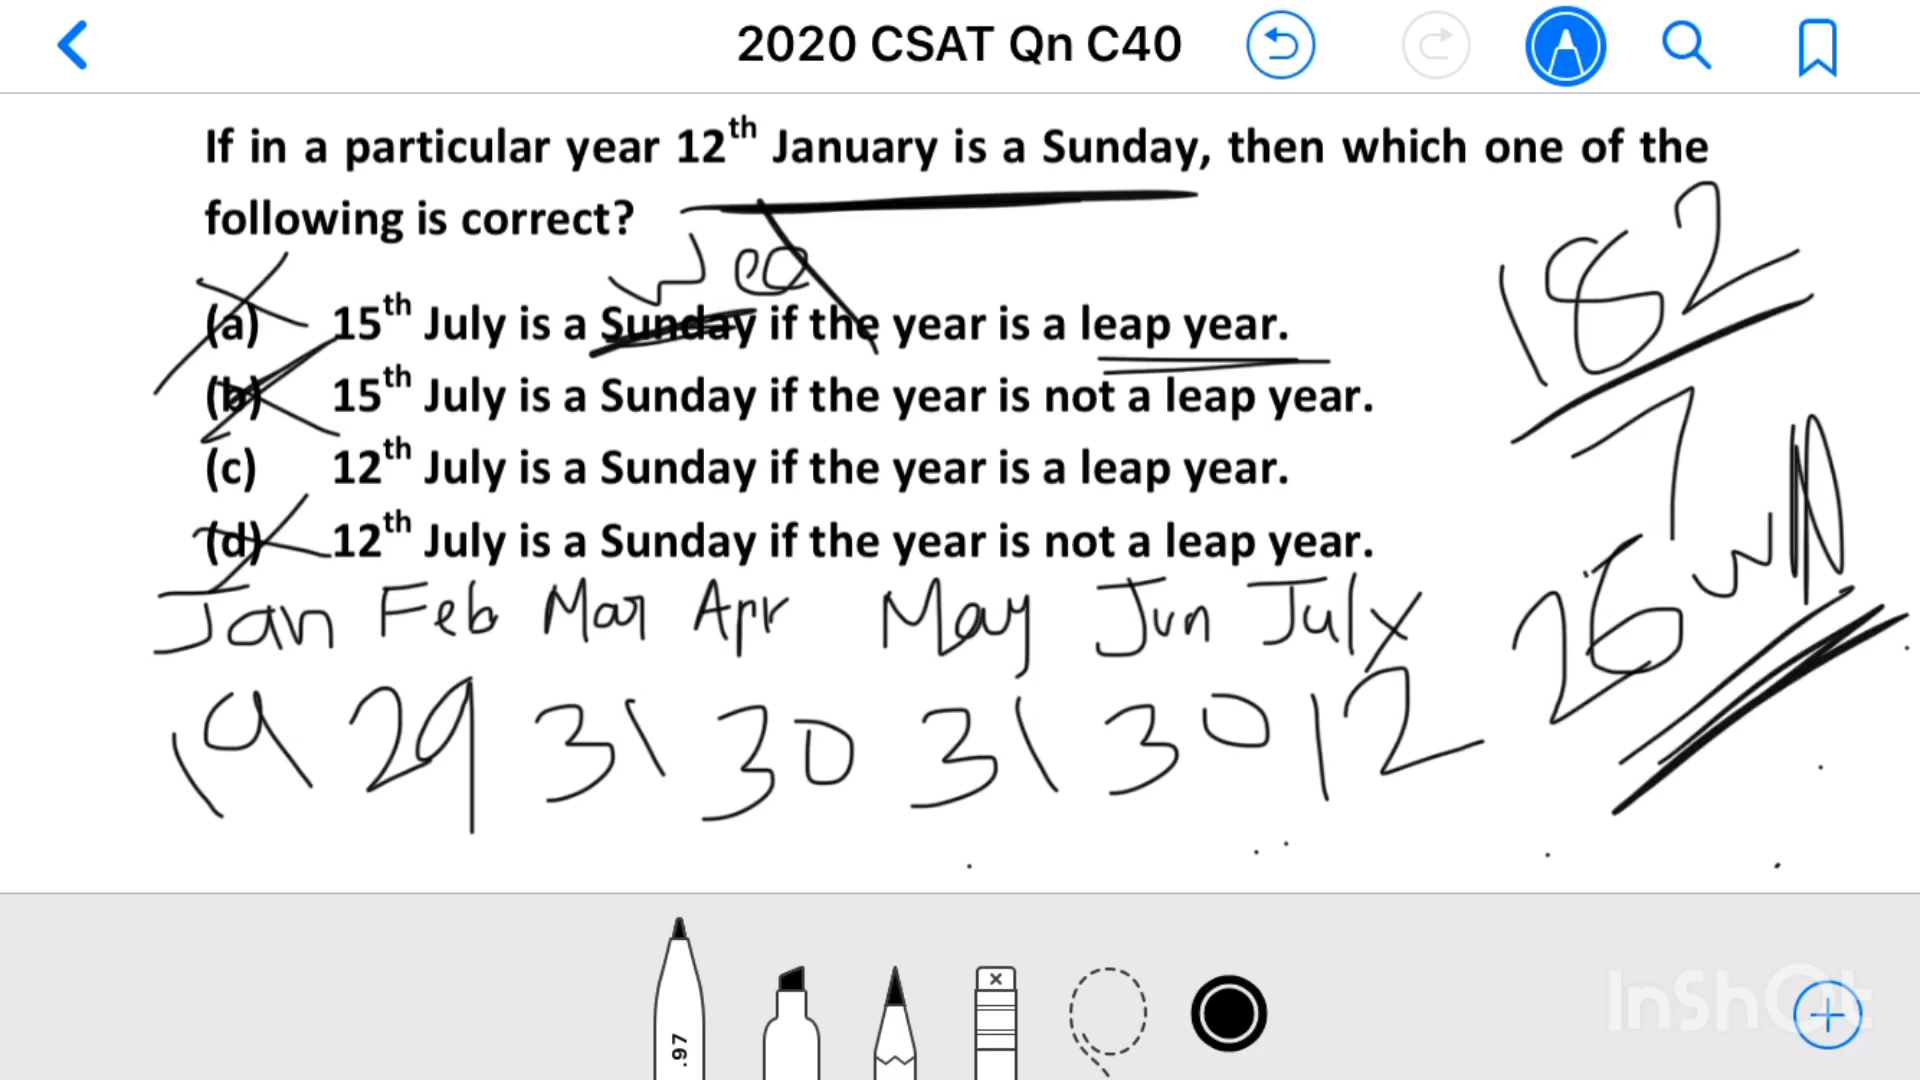 2020 CSAT Qn C40
If in a particular year 12th January is a Sunday, then which one of the
following is correct?
Wed
(a) 15th July is a Sunday if the year is a leap year.
(b) 15th July is a Sunday if the year is not a leap year.
(c) 12th July is a Sunday if the year is a leap year.
(d) 12th July is a Sunday if the year is not a leap year.
182
7
26
Jan Feb Mar Apr May Jun July
19 29 31 30 31 30 12
.97
InShOt